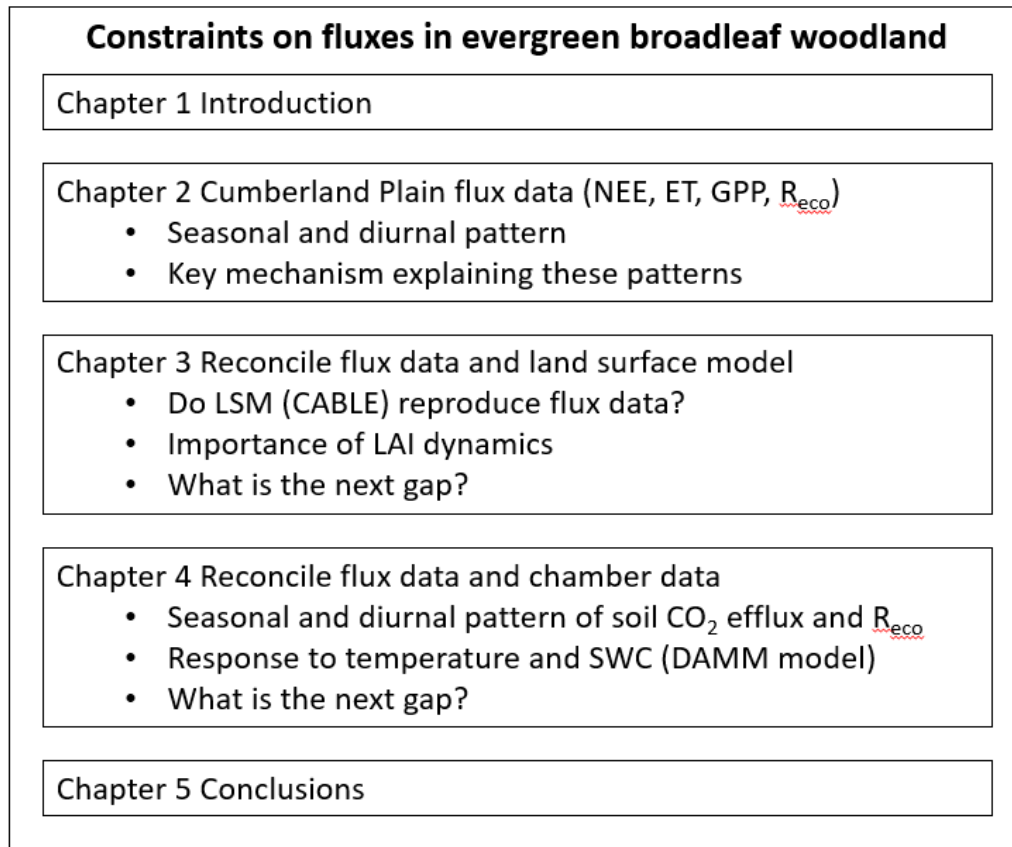 Constraints on fluxes in evergreen broadleaf woodland
Chapter 1 Introduction
Chapter 2 Cumberland Plain flux data (NEE, ET, GPP, Reco)
• Seasonal and diurnal pattern
• Key mechanism explaining these patterns
Chapter 3 Reconcile flux data and land surface model
• Do LSM (CABLE) reproduce flux data?
• Importance of LAI dynamics
• What is the next gap?
Chapter 4 Reconcile flux data and chamber data
• Seasonal and diurnal pattern of soil CO2 efflux and Reco
• Response to temperature and SWC (DAMM model)
• What is the next gap?
Chapter 5 Conclusions